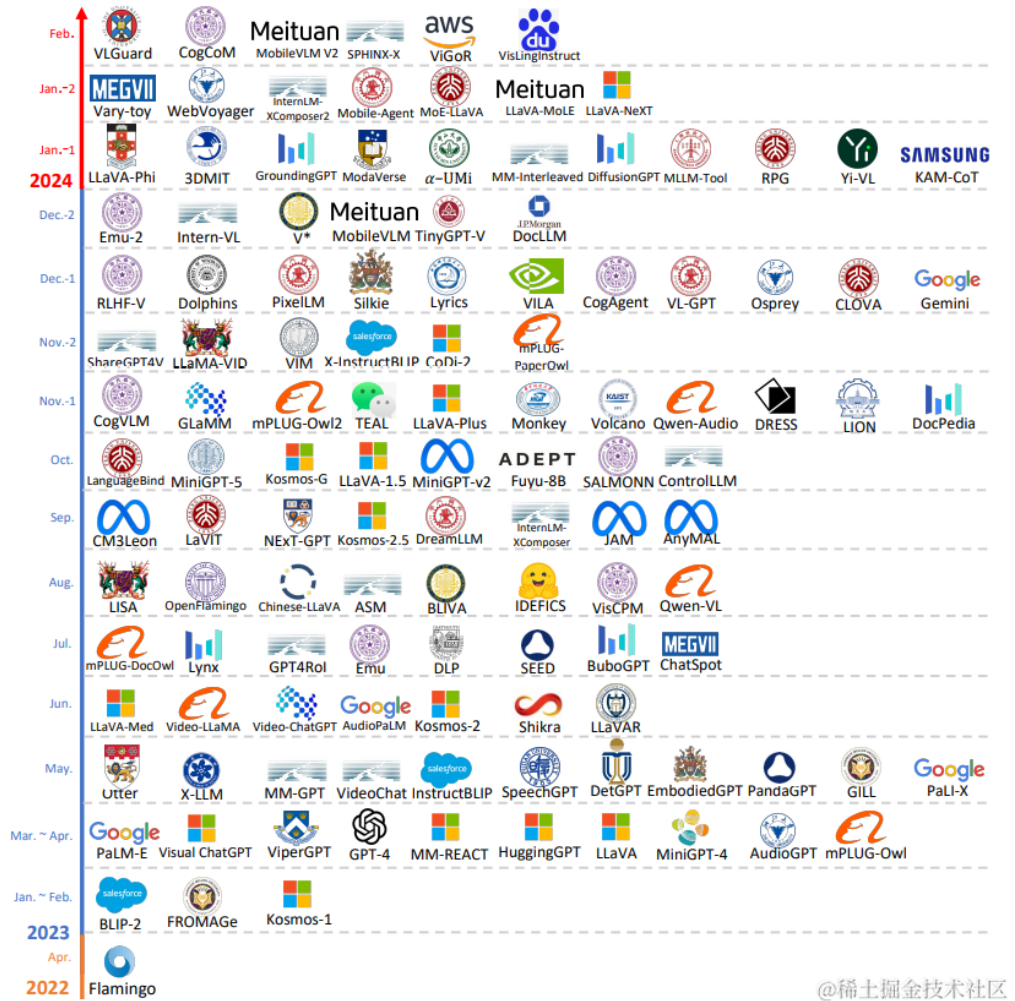 Feb.
Meituan
aws
du
VLGuard CogCoM MobileVLM V2 SPHINX-X ViGoR VisLingInstruct
Jan.-2
MEGVII
Meituan
Vary-toy WebVoyager InternLM-XComposer2 Mobile-Agent MoE-LLaVA LLaVA-MoLE LLaVA-NeXT
Jan.-1
Yi
SAMSUNG
LLaVA-Phi 3DMIT GroundingGPT ModaVerse α-UMi MM-Interleaved DiffusionGPT MLLM-Tool RPG Yi-VL KAM-CoT
2024
Dec.-2
Meituan
J.P.Morgan
Emu-2 Intern-VL V* MobileVLM TinyGPT-V DocLLM
Dec.-1
Google
RLHF-V Dolphins PixelLM Silkie Lyrics VILA CogAgent VL-GPT Osprey CLOVA Gemini
Nov.-2
salesforce
ShareGPT4V LLaMA-VID VIM X-InstructBLIP CoDi-2 mPLUG-PaperOwl
Nov.-1
KAIST
CogVLM GLaMM mPLUG-Owl2 TEAL LLaVA-Plus Monkey Volcano Qwen-Audio DRESS LION DocPedia
Oct.
ADEPT
LanguageBind MiniGPT-5 Kosmos-G LLaVA-1.5 MiniGPT-v2 Fuyu-8B SALMONN ControlLLM
Sep.
CM3Leon LaVIT NExT-GPT Kosmos-2.5 DreamLLM InternLM-XComposer JAM AnyMAL
Aug.
LISA OpenFlamingo Chinese-LLaVA ASM BLIVA IDEFICS VisCPM Qwen-VL
Jul.
MEGVII
mPLUG-DocOwl Lynx GPT4RoI Emu DLP SEED BuboGPT ChatSpot
Jun.
Google
LLaVA-Med Video-LLaMA Video-ChatGPT AudioPaLM Kosmos-2 Shikra LLaVAR
May.
salesforce
Google
Otter X-LLM MM-GPT VideoChat InstructBLIP SpeechGPT DetGPT EmbodiedGPT PandaGPT GILL PaLI-X
Mar. ~ Apr.
Google
PaLM-E Visual ChatGPT ViperGPT GPT-4 MM-REACT HuggingGPT LLaVA MiniGPT-4 AudioGPT mPLUG-Owl
Jan. ~ Feb.
salesforce
BLIP-2 FROMAGe Kosmos-1
2023
Apr.
Flamingo
2022
@稀土掘金技术社区